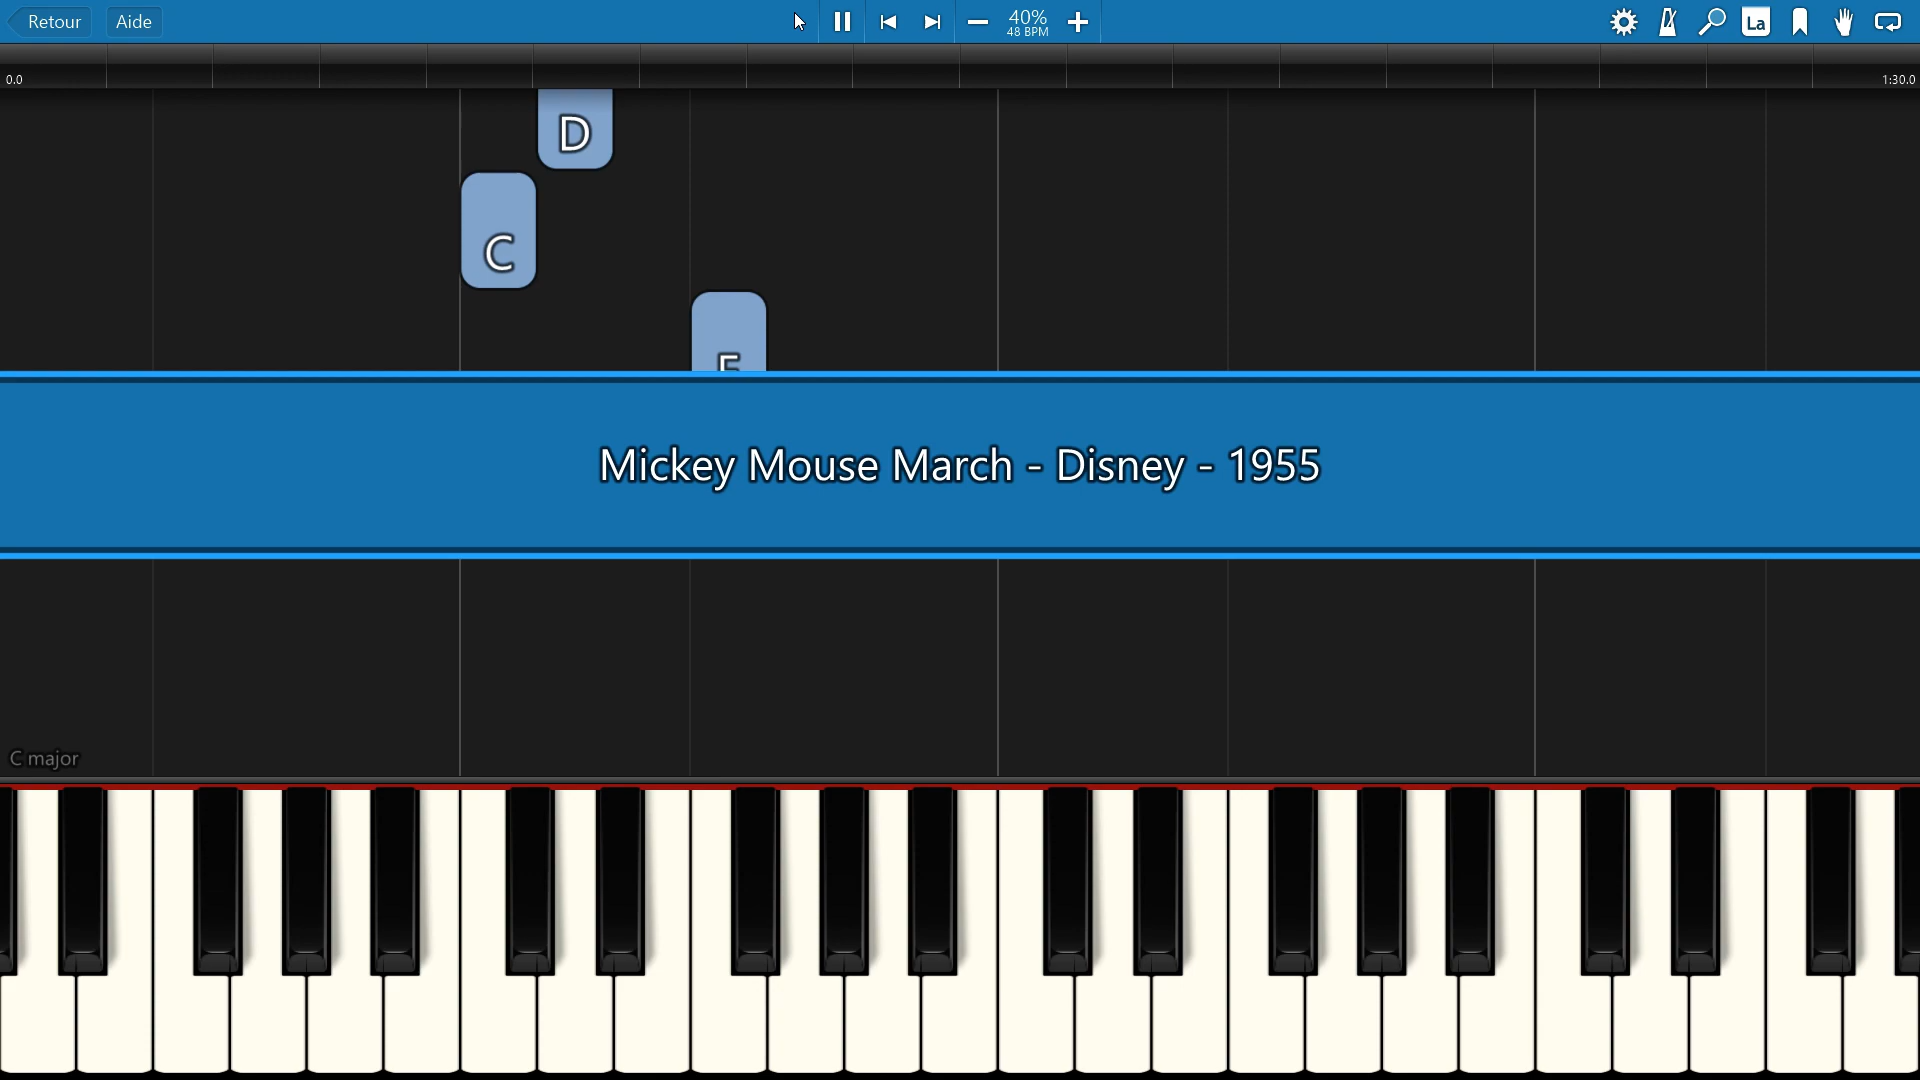 Retour
Aide
40%
48 BPM
La
0.0
1:30.0
D
C
Mickey Mouse March - Disney - 1955
C major